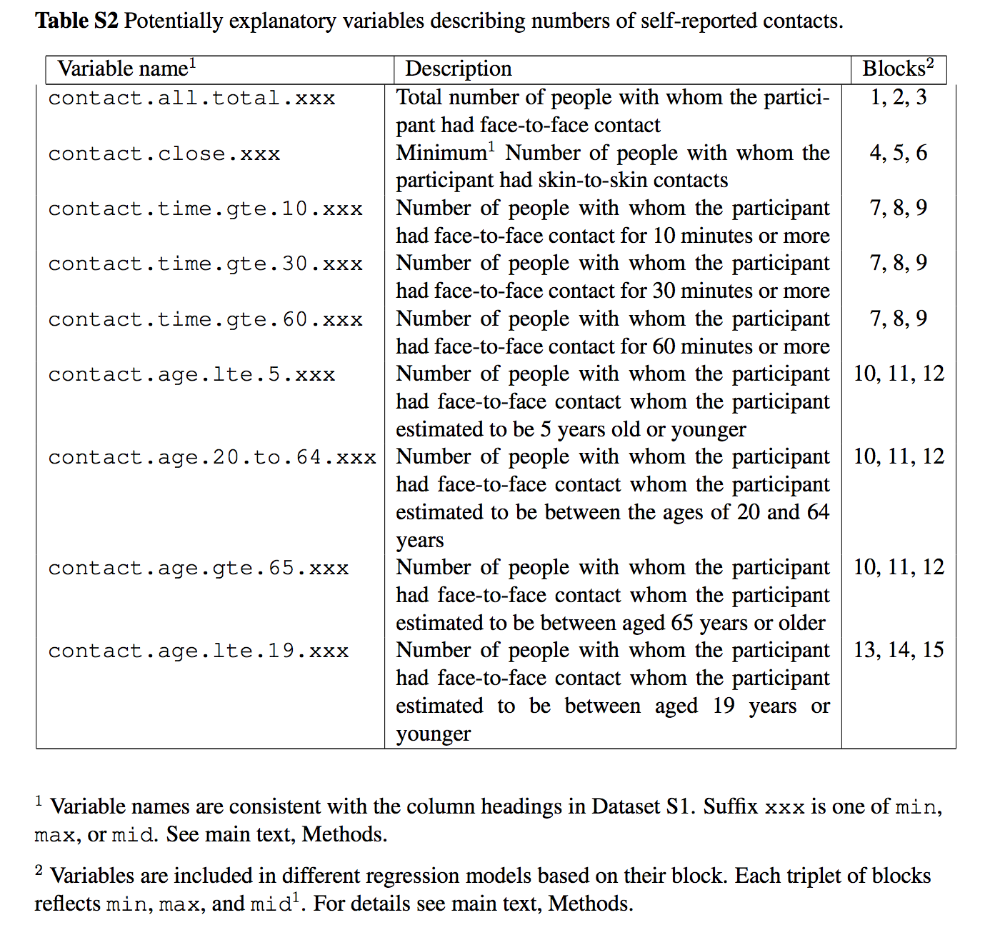 Table S2 Potentially explanatory variables describing numbers of self-reported contacts.
Variable name¹ Description Blocks²
contact.all.total.xxx Total number of people with whom the partici- 1, 2, 3
pant had face-to-face contact
contact.close.xxx Minimum¹ Number of people with whom the 4, 5, 6
participant had skin-to-skin contacts
contact.time.gte.10.xxx Number of people with whom the participant 7, 8, 9
had face-to-face contact for 10 minutes or more
contact.time.gte.30.xxx Number of people with whom the participant 7, 8, 9
had face-to-face contact for 30 minutes or more
contact.time.gte.60.xxx Number of people with whom the participant 7, 8, 9
had face-to-face contact for 60 minutes or more
contact.age.lte.5.xxx Number of people with whom the participant 10, 11, 12
had face-to-face contact whom the participant
estimated to be 5 years old or younger
contact.age.20.to.64.xxx Number of people with whom the participant 10, 11, 12
had face-to-face contact whom the participant
estimated to be between the ages of 20 and 64
years
contact.age.gte.65.xxx Number of people with whom the participant 10, 11, 12
had face-to-face contact whom the participant
estimated to be between aged 65 years or older
contact.age.lte.19.xxx Number of people with whom the participant 13, 14, 15
had face-to-face contact whom the participant
estimated to be between aged 19 years or
younger
¹ Variable names are consistent with the column headings in Dataset S1. Suffix xxx is one of min,
max, or mid. See main text, Methods.
² Variables are included in different regression models based on their block. Each triplet of blocks
reflects min, max, and mid¹. For details see main text, Methods.